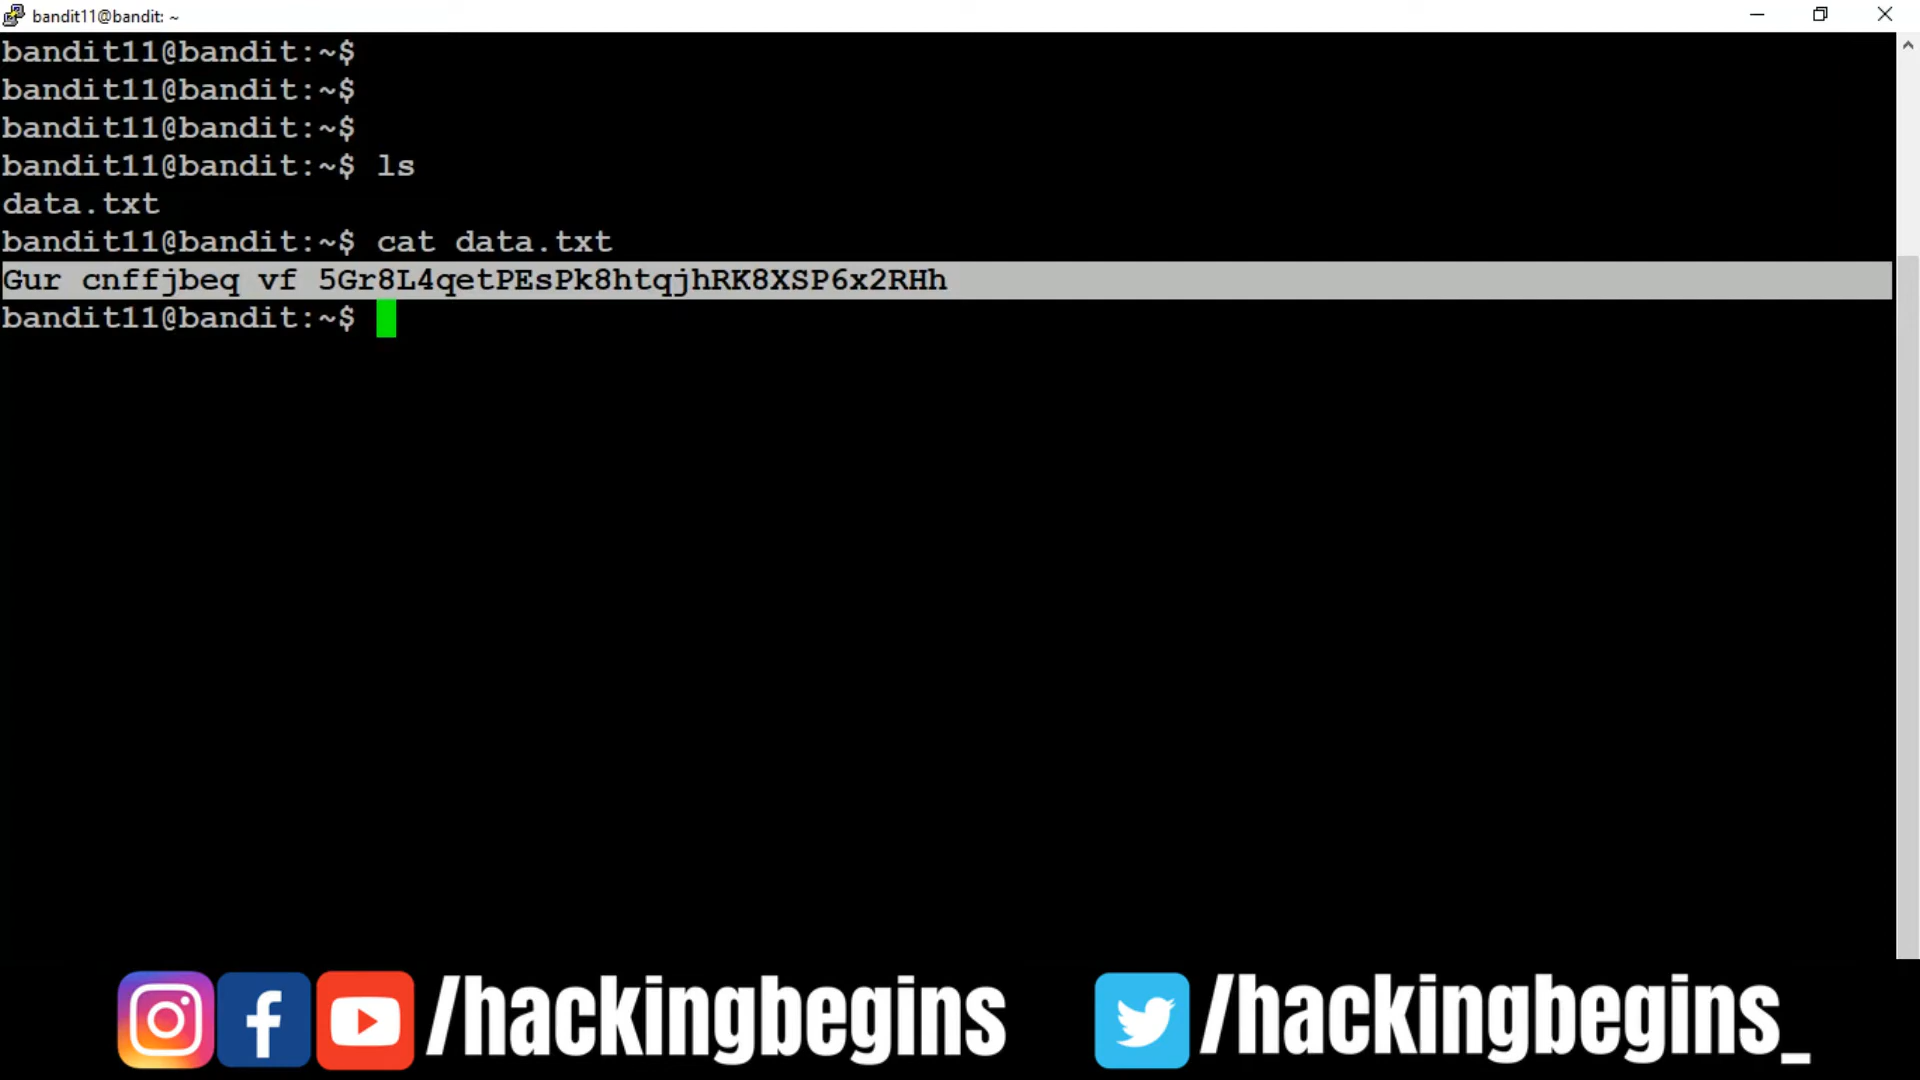 bandit11@bandit: ~
bandit11@bandit:~$
bandit11@bandit:~$
bandit11@bandit:~$
bandit11@bandit:~$ ls
data.txt
bandit11@bandit:~$ cat data.txt
Gur cnffjbeq vf 5Gr8L4qetPEsPk8htqjhRK8XSP6x2RHh
bandit11@bandit:~$
/hackingbegins
/hackingbegins_